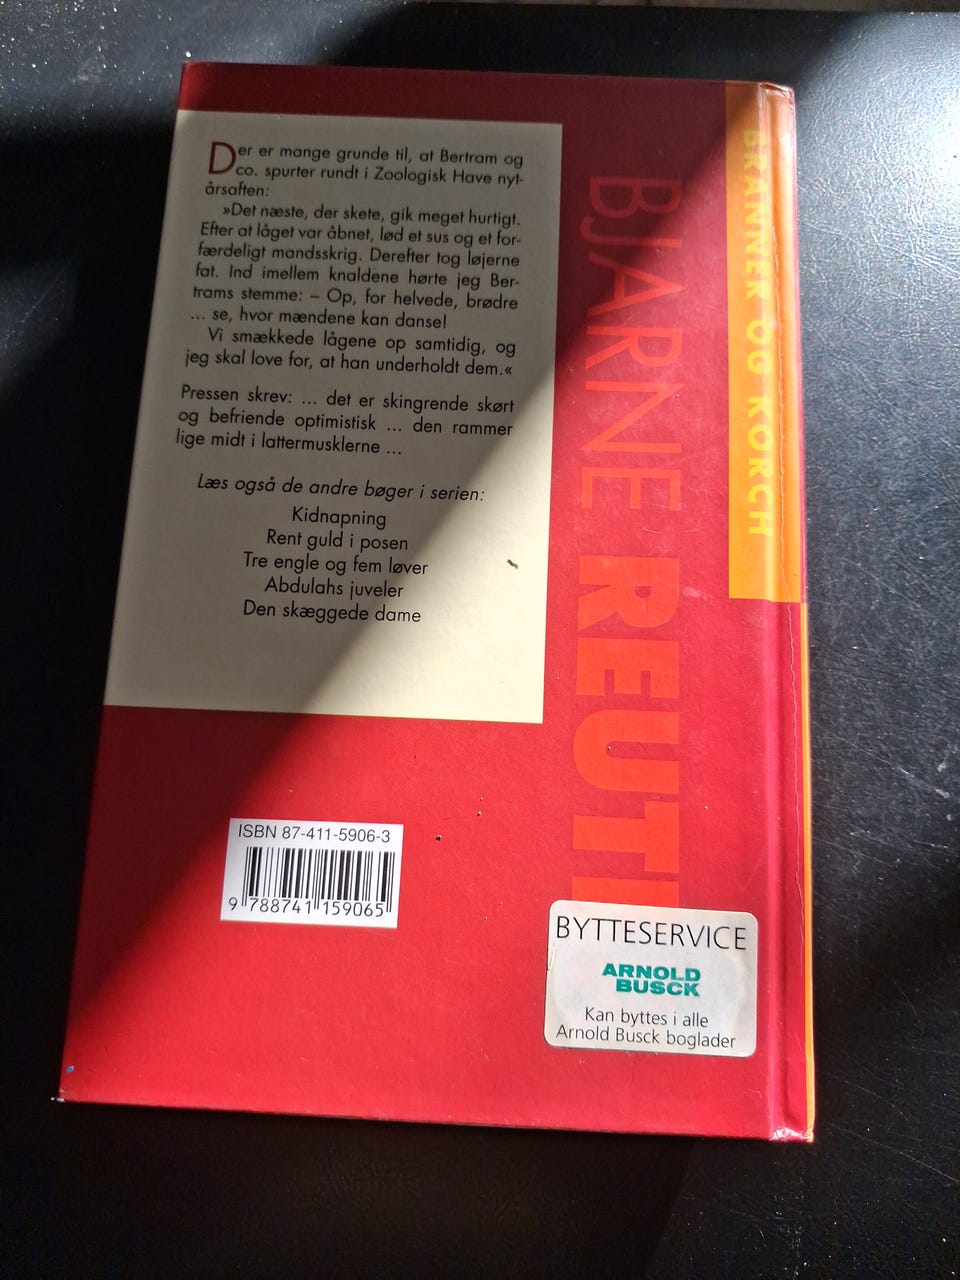 Der er mange grunde til, at Bertram og
co. spurter rundt i Zoologisk Have nyt-
årsaften:
»Det næste, der skete, gik meget hurtigt.
Efter at låget var åbnet, lød et sus og et for-
færdeligt mandsskrig. Derefter tog løjerne
fat. Ind imellem knaldene hørte jeg Ber-
trams stemme: – Op, for helvede, brødre
... se, hvor mændene kan danse!
Vi smækkede lågene op samtidig, og
jeg skal love for, at han underholdt dem.«
Pressen skrev: ... det er skingrende skørt
og befriende optimistisk ... den rammer
lige midt i lattermusklerne ...
Læs også de andre bøger i serien:
Kidnapning
Rent guld i posen
Tre engle og fem løver
Abdulahs juveler
Den skæggede dame
BJARNE REUT
BRANNER OG KORCH
ISBN 87-411-5906-3
9 788741 159065
BYTTESERVICE
ARNOLD
BUSCK
Kan byttes i alle
Arnold Busck boglader